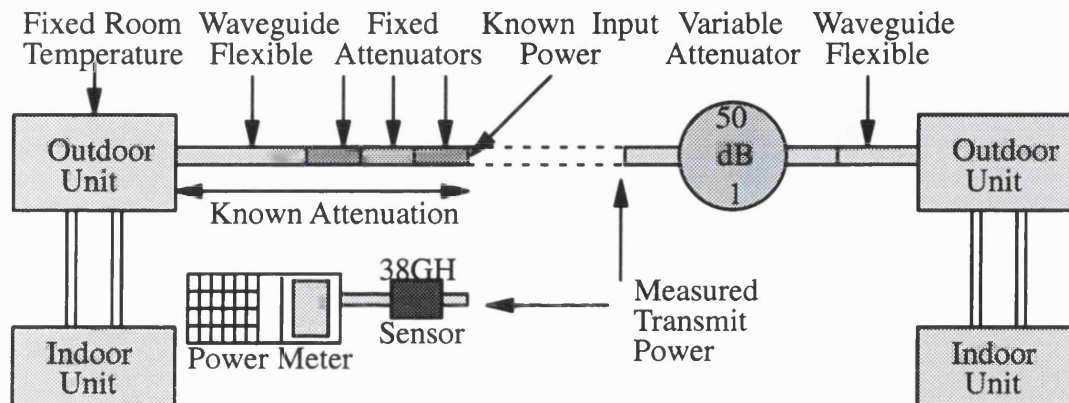 Fixed Room
Temperature
Waveguide
Flexible
Fixed
Attenuators
Known Input
Power
Variable
Attenuator
Waveguide
Flexible
Outdoor
Unit
50
dB
1
Outdoor
Unit
Known Attenuation
38GH
Sensor
Power Meter
Measured
Transmit
Power
Indoor
Unit
Indoor
Unit